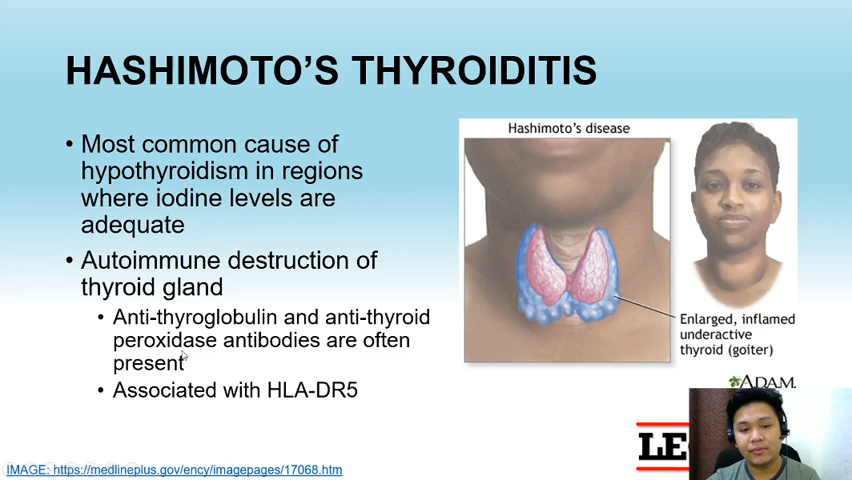 HASHIMOTO'S THYROIDITIS
• Most common cause of
hypothyroidism in regions
where iodine levels are
adequate
• Autoimmune destruction of
thyroid gland
• Anti-thyroglobulin and anti-thyroid
peroxidase antibodies are often
present
• Associated with HLA-DR5
Hashimoto's disease
Enlarged, inflamed
underactive
thyroid (goiter)
ADAM.
IMAGE: https://medlineplus.gov/ency/imagepages/17068.htm